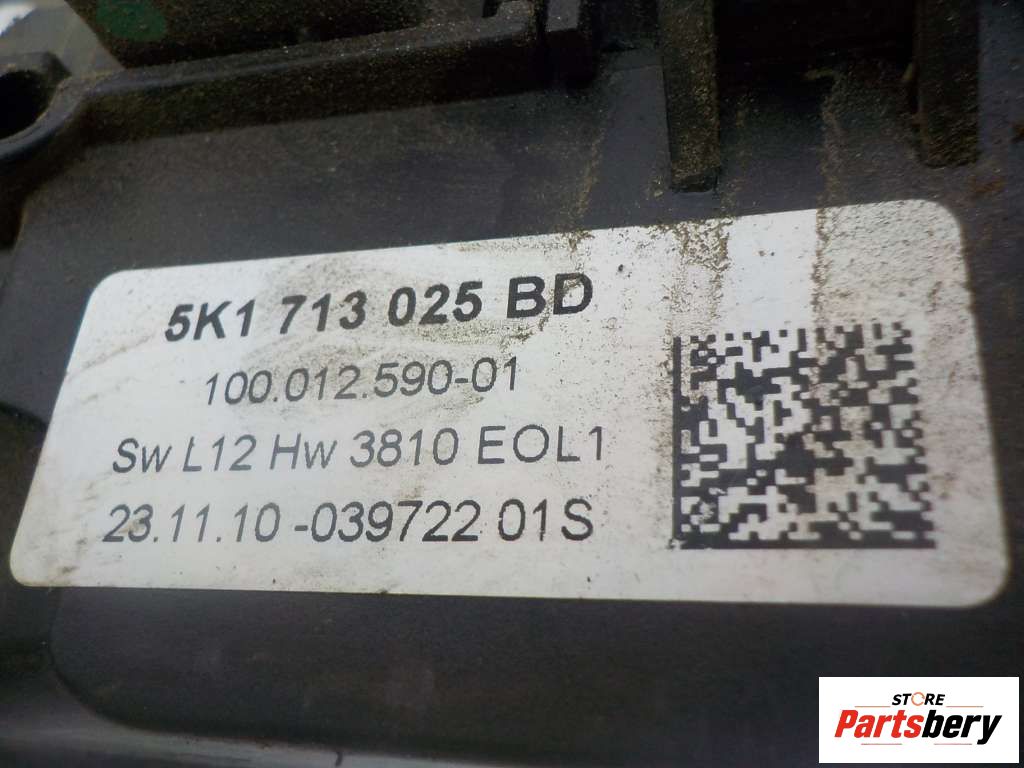 5K1 713 025 BD
100.012.590-01
Sw L12 Hw 3810 EOL1
23.11.10 -039722 01S
STORE
Partsbery